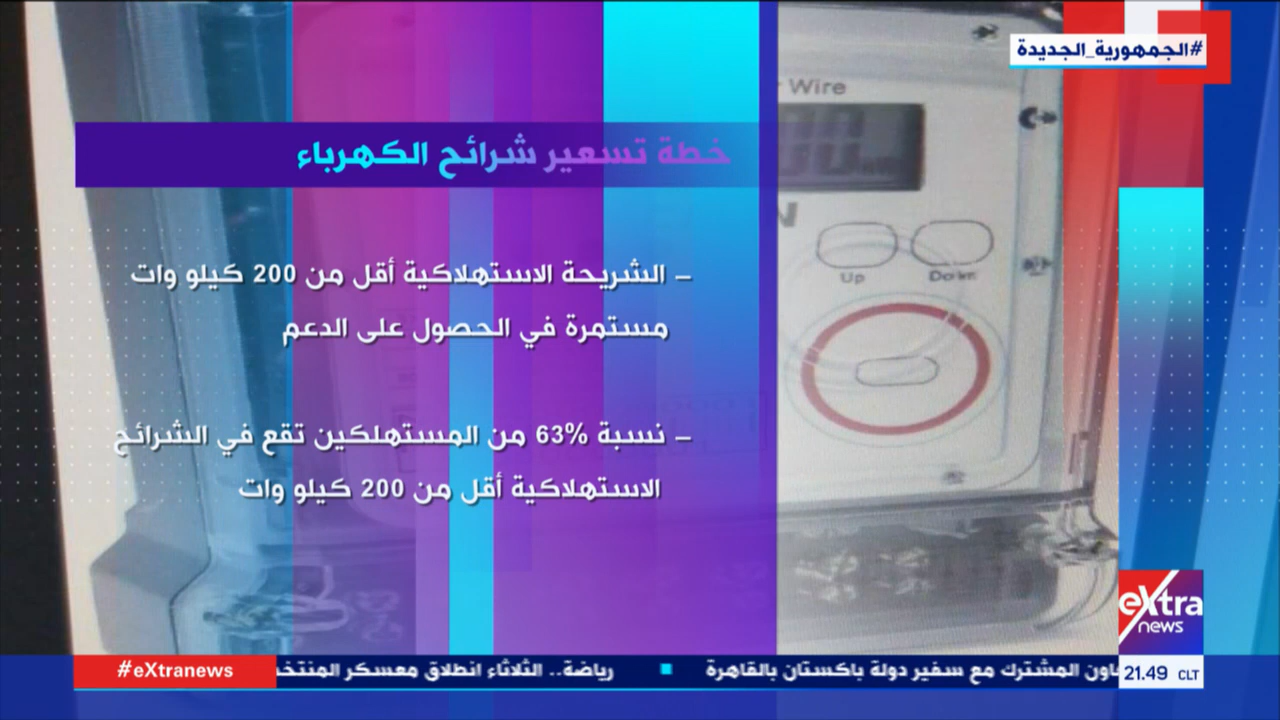 #الجمهورية_الجديدة
Wire
خطة تسعير شرائح الكهرباء
– الشريحة الاستهلاكية أقل من 200 كيلو وات
مستمرة في الحصول على الدعم
– نسبة 63% من المستهلكين تقع في الشرائح
الاستهلاكية أقل من 200 كيلو وات
Up
Down
eXtra
news
#eXtranews
اون المشترك مع سفير دولة باكستان بالقاهرة ■ رياضة.. الثلاثاء انطلاق معسكر
21.49 CLT